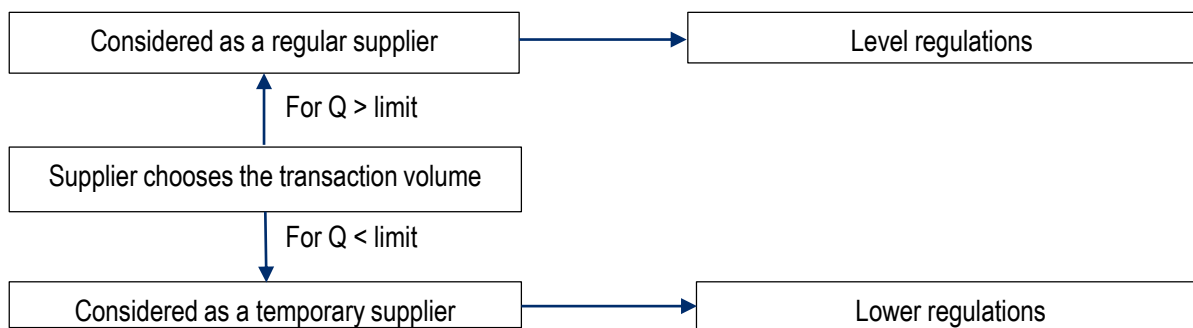 Considered as a regular supplier
Level regulations
For Q > limit
Supplier chooses the transaction volume
For Q < limit
Considered as a temporary supplier
Lower regulations